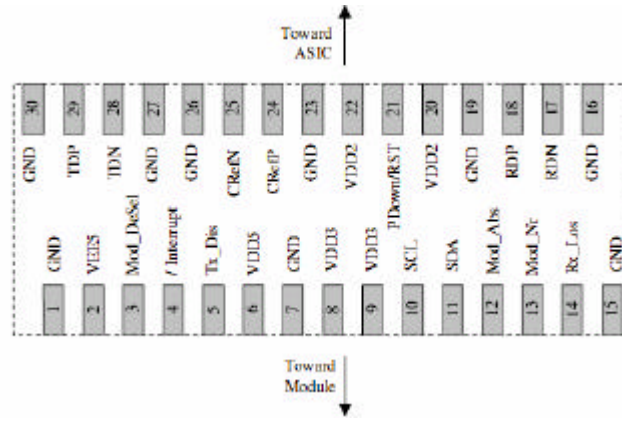 Toward
ASIC
30 29 28 27 26 25 24 23 22 21 20 19 18 17 16
GND TDP TDN GND GND CRefN CRefP GND VDD2 PDown/RST VDD2 GND RDP RDN GND
GND VEE5 Mod_DeSel / Interrupt Tx_Dis VDD5 GND VDD3 VDD3 SCL SDA Mod_Abs Mod_Nr Rx_Los GND
1 2 3 4 5 6 7 8 9 10 11 12 13 14 15
Toward
Module